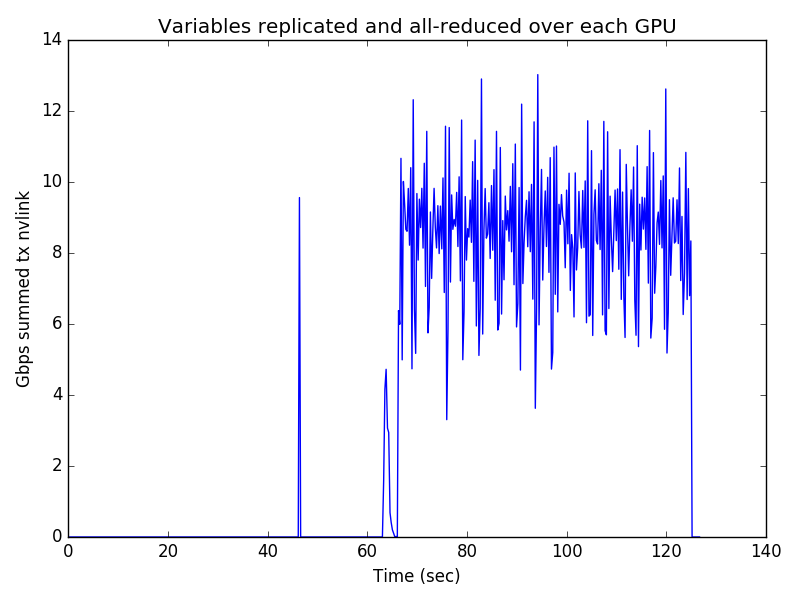 Variables replicated and all-reduced over each GPU
14
12
10
8
6
4
2
0
Gbps summed tx nvlink
0 20 40 60 80 100 120 140
Time (sec)